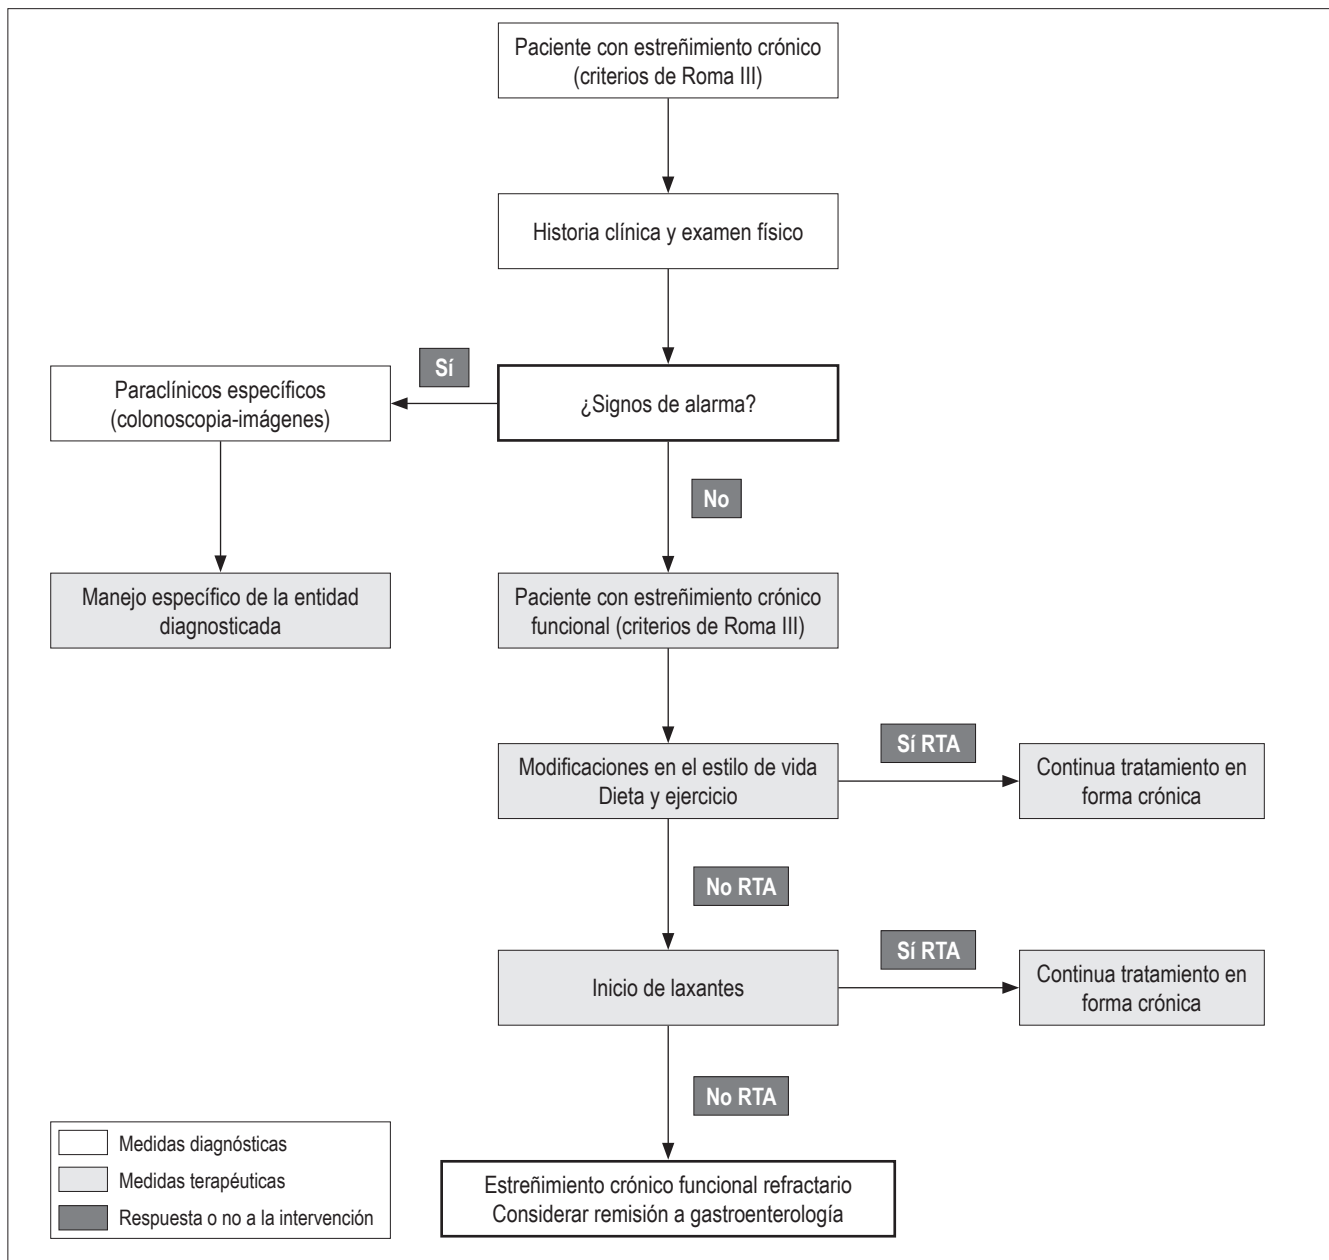 Paciente con estreñimiento crónico
(criterios de Roma III)
Historia clínica y examen físico
Sí
Paraclínicos específicos
(colonoscopia-imágenes)
¿Signos de alarma?
No
Manejo específico de la entidad
diagnosticada
Paciente con estreñimiento crónico
funcional (criterios de Roma III)
Sí RTA
Modificaciones en el estilo de vida
Dieta y ejercicio
Continua tratamiento en
forma crónica
No RTA
Sí RTA
Inicio de laxantes
Continua tratamiento en
forma crónica
No RTA
Medidas diagnósticas
Medidas terapéuticas
Respuesta o no a la intervención
Estreñimiento crónico funcional refractario
Considerar remisión a gastroenterología